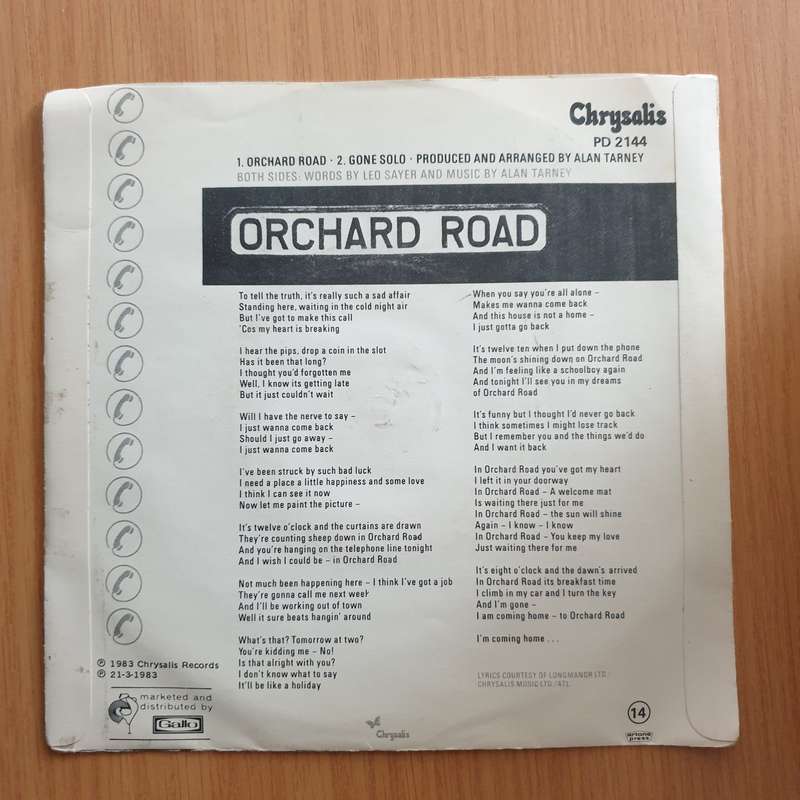 Chrysalis
PD 2144
1. ORCHARD ROAD · 2. GONE SOLO · PRODUCED AND ARRANGED BY ALAN TARNEY
BOTH SIDES: WORDS BY LEO SAYER AND MUSIC BY ALAN TARNEY
ORCHARD ROAD
To tell the truth, it's really such a sad affair
Standing here, waiting in the cold night air
But I've got to make this call
'Cos my heart is breaking
I hear the pips, drop a coin in the slot
Has it been that long?
I thought you'd forgotten me
Well, I know its getting late
But it just couldn't wait
Will I have the nerve to say –
I just wanna come back
Should I just go away –
I just wanna come back
I've been struck by such bad luck
I need a place a little happiness and some love
I think I can see it now
Now let me paint the picture –
It's twelve o'clock and the curtains are drawn
They're counting sheep down in Orchard Road
And you're hanging on the telephone line tonight
And I wish I could be – in Orchard Road
Not much been happening here – I think I've got a job
They're gonna call me next week
And I'll be working out of town
Well it sure beats hangin' around
What's that? Tomorrow at two?
You're kidding me – No!
Is that alright with you?
I don't know what to say
It'll be like a holiday
When you say you're all alone –
Makes me wanna come back
And this house is not a home –
I just gotta go back
It's twelve ten when I put down the phone
The moon's shining down on Orchard Road
And I'm feeling like a schoolboy again
And tonight I'll see you in my dreams
of Orchard Road
It's funny but I thought I'd never go back
I think sometimes I might lose track
But I remember you and the things we'd do
And I want it back
In Orchard Road you've got my heart
I left it in your doorway
In Orchard Road – A welcome mat
Is waiting there just for me
In Orchard Road – the sun will shine
Again – I know – I know
In Orchard Road – You keep my love
Just waiting there for me
It's eight o'clock and the dawn's arrived
In Orchard Road its breakfast time
I climb in my car and I turn the key
And I'm gone –
I am coming home – to Orchard Road
I'm coming home . . .
LYRICS COURTESY OF LONGMANOR LTD/
CHRYSALIS MUSIC LTD./ATL.
℗ 1983 Chrysalis Records
℗ 21-3-1983
marketed and
distributed by
Gallo
Chrysalis
14
artone
press